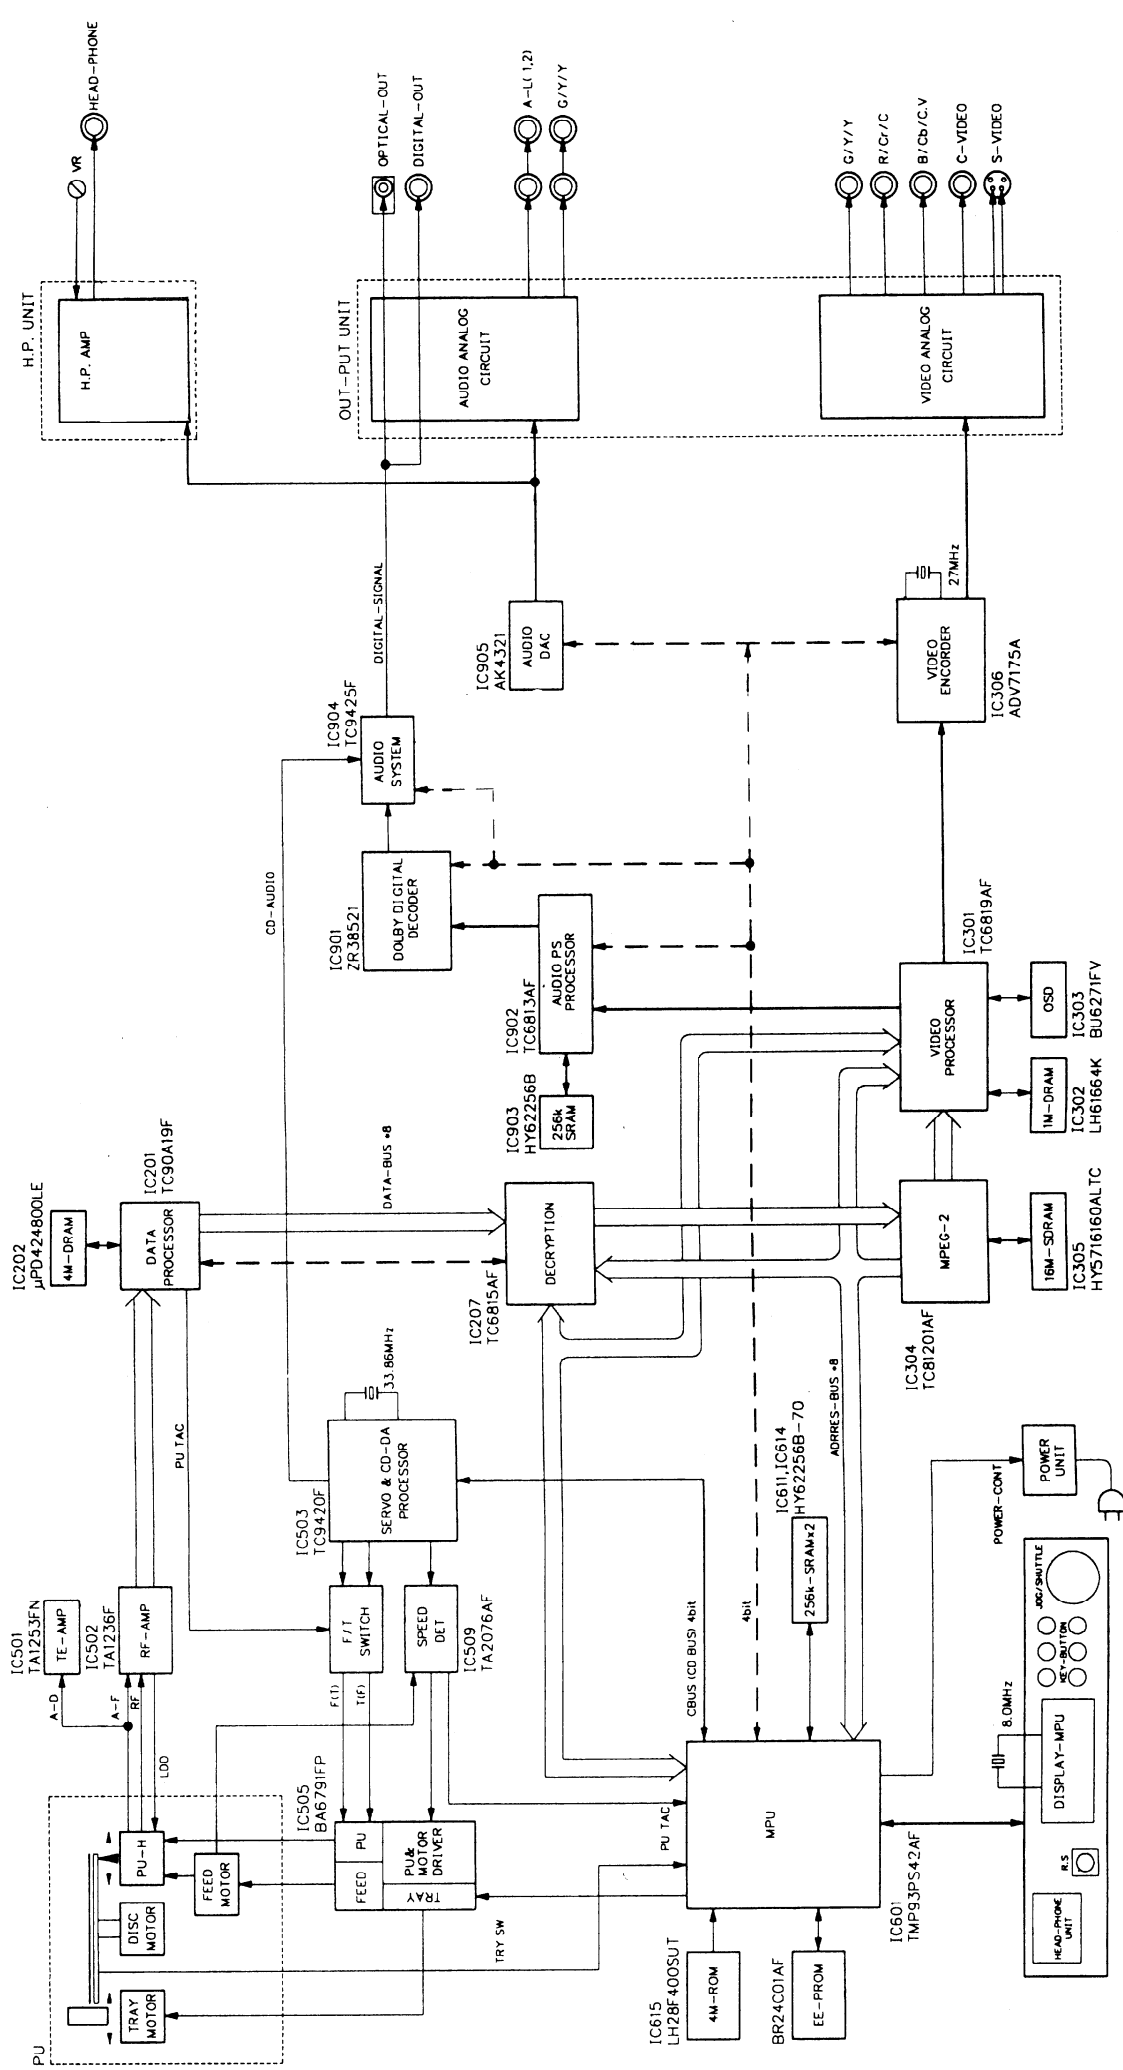 PU
TRAY
MOTOR
DISC
MOTOR
PU-H
FEED
MOTOR
A-D
A-F
RF
LDD
IC501
TA1253FN
TE-AMP
IC502
TA1236F
RF-AMP
IC202
µPD424800LE
4M-DRAM
IC201
TC90A19F
DATA
PROCESSOR
PU TAC
DATA-BUS *8
H.P. UNIT
H.P. AMP
VR
HEAD-PHONE
IC505
BA6791FP
FEED
PU
TRAY
PU&
MOTOR
DRIVER
F(T)
T(F)
F/T
SWITCH
SPEED
DET
IC509
TA2076AF
IC503
TC9420F
SERVO & CD-DA
PROCESSOR
33.86MHz
CD-AUDIO
IC901
ZR38521
DOLBY DIGITAL
DECODER
IC904
TC9425F
AUDIO
SYSTEM
DIGITAL-SIGNAL
OPTICAL-OUT
DIGITAL-OUT
OUT-PUT UNIT
AUDIO ANALOG
CIRCUIT
A-L(1,2)
G/Y/Y
TRY SW
IC207
TC6815AF
DECRYPTION
IC903
HY62256B
256k
SRAM
IC902
TC6813AF
AUDIO PS
PROCESSOR
IC905
AK4321
AUDIO
DAC
PU TAC
CBUS (CD BUS) 4bit
4bit
IC615
LH28F400SUT
4M-ROM
BR24C01AF
EE-PROM
MPU
IC601
TMP93PS42AF
IC611,IC614
HY62256B-70
256k-SRAMx2
ADRRES-BUS *8
IC304
TC81201AF
MPEG-2
16M-SDRAM
IC305
HY5716160ALTC
IC301
TC6819AF
VIDEO
PROCESSOR
1M-DRAM
IC302
LH61664K
OSD
IC303
BU6271FV
VIDEO
ENCORDER
IC306
ADV7175A
27MHz
VIDEO ANALOG
CIRCUIT
G/Y/Y
R/Cr/C
B/Cb/C.V
C-VIDEO
S-VIDEO
POWER-CONT
POWER
UNIT
HEAD-PHONE
UNIT
R.S
DISPLAY-MPU
8.0MHz
KEY-BUTTON
JOG/SHUTTLE